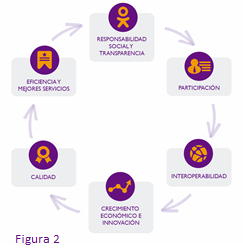 RESPONSABILIDAD
SOCIAL Y
TRANSPARENCIA
PARTICIPACIÓN
INTEROPERABILIDAD
CRECIMIENTO
ECONÓMICO E
INNOVACIÓN
CALIDAD
EFICIENCIA Y
MEJORES SERVICIOS
Figura 2